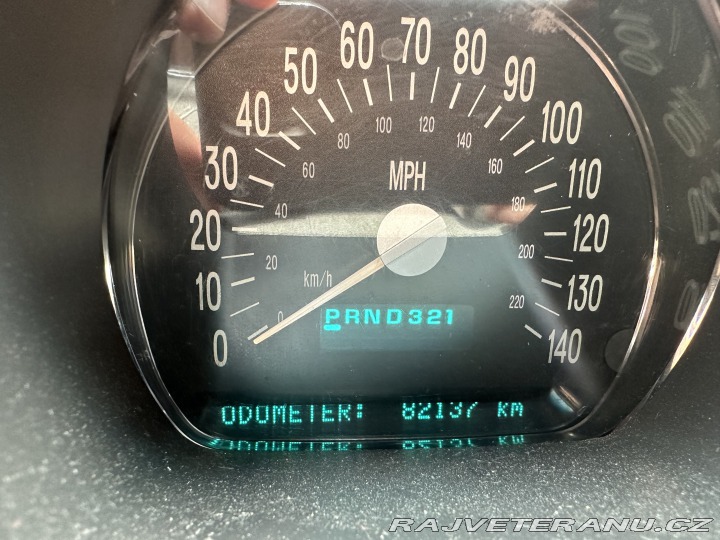 60 70 80
50 90
40 100
80 100 120 140
30 60 MPH 160 110
20 40 180 120
20 km/h 200
10 130
0 0 PRND321 220 140
ODOMETER: 82137 km
RAJVETERANU.CZ